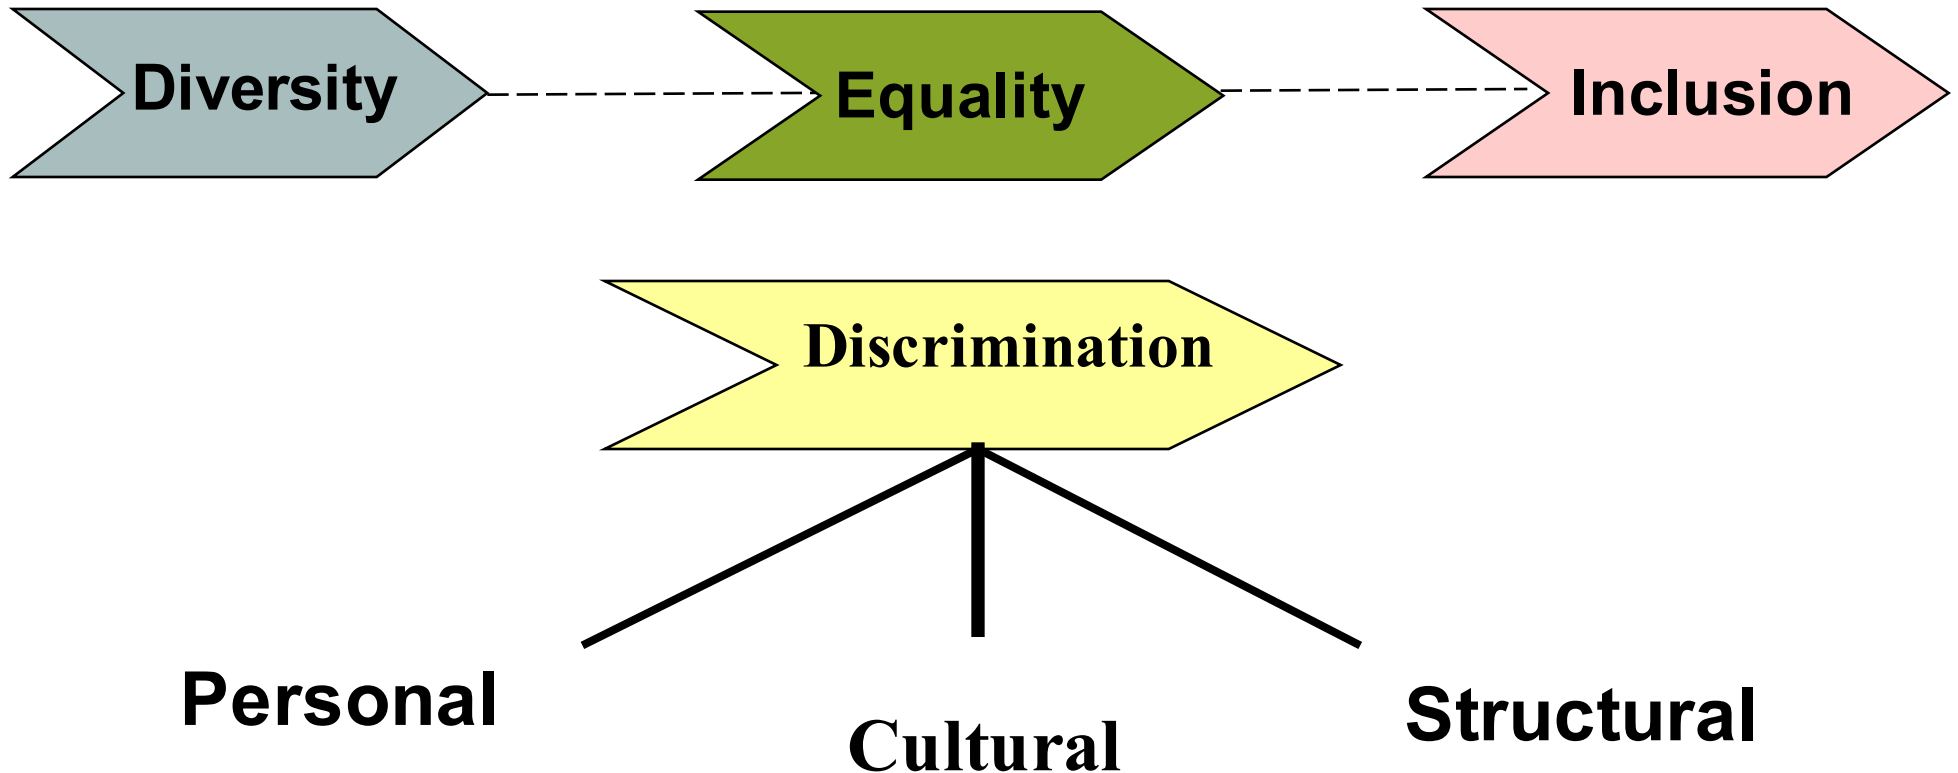 Diversity
Equality
Inclusion
Discrimination
Personal
Cultural
Structural